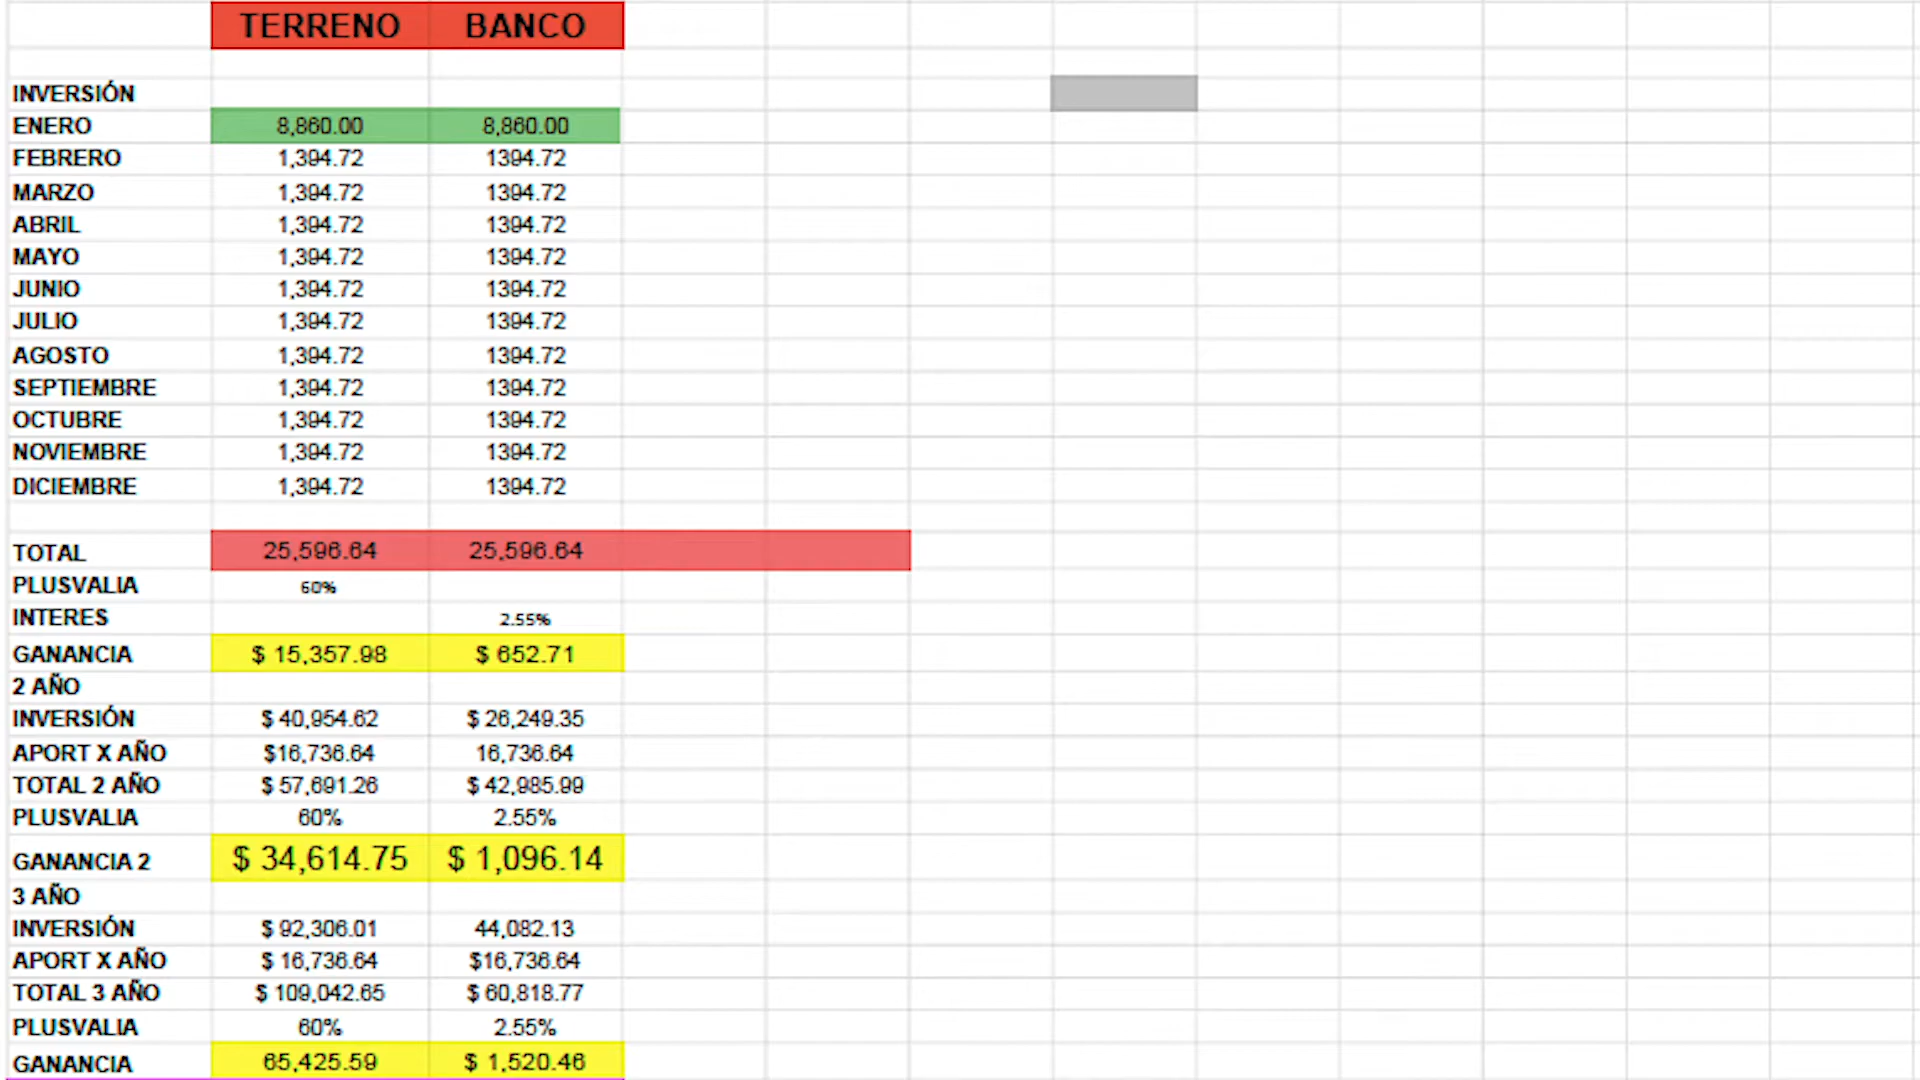 TERRENO BANCO
INVERSIÓN
ENERO 8,860.00 8,860.00
FEBRERO 1,394.72 1394.72
MARZO 1,394.72 1394.72
ABRIL 1,394.72 1394.72
MAYO 1,394.72 1394.72
JUNIO 1,394.72 1394.72
JULIO 1,394.72 1394.72
AGOSTO 1,394.72 1394.72
SEPTIEMBRE 1,394.72 1394.72
OCTUBRE 1,394.72 1394.72
NOVIEMBRE 1,394.72 1394.72
DICIEMBRE 1,394.72 1394.72
TOTAL 25,596.64 25,596.64
PLUSVALIA 60%
INTERES 2.55%
GANANCIA $ 15,357.98 $ 652.71
2 AÑO
INVERSIÓN $ 40,954.62 $ 26,249.35
APORT X AÑO $16,736.64 16,736.64
TOTAL 2 AÑO $ 57,691.26 $ 42,985.99
PLUSVALIA 60% 2.55%
GANANCIA 2 $ 34,614.75 $ 1,096.14
3 AÑO
INVERSIÓN $ 92,306.01 44,082.13
APORT X AÑO $ 16,736.64 $16,736.64
TOTAL 3 AÑO $ 109,042.65 $ 60,818.77
PLUSVALIA 60% 2.55%
GANANCIA 65,425.59 $ 1,520.46